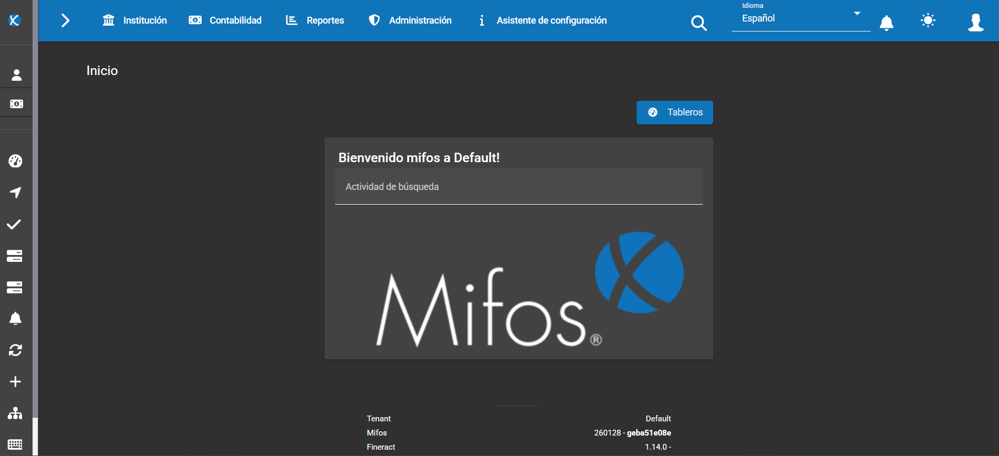 Institución
Contabilidad
Reportes
Administración
Asistente de configuración
Idioma
Español
Inicio
Tableros
Bienvenido mifos a Default!
Actividad de búsqueda
Mifos®
Tenant Default
Mifos 260128 - geba51e08e
Fineract 1.14.0 -